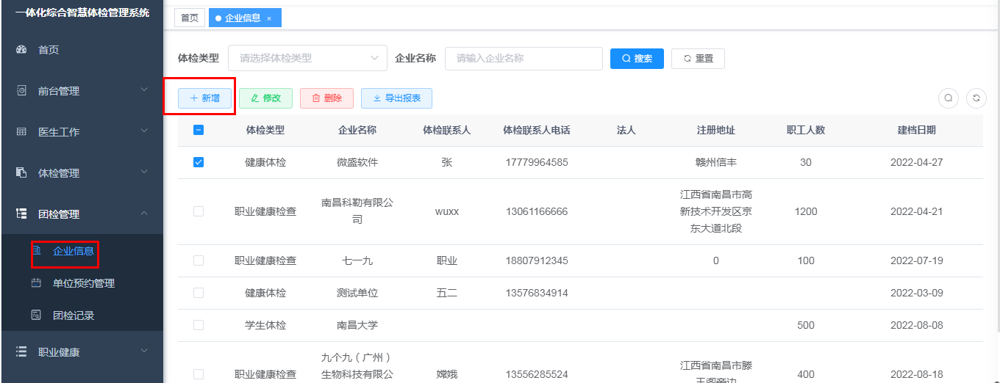 一体化综合智慧体检管理系统
首页
前台管理
医生工作
体检管理
团检管理
企业信息
单位预约管理
团检记录
职业健康
首页 企业信息 ×
体检类型 请选择体检类型 企业名称 请输入企业名称 搜索 重置
新增 修改 删除 导出报表
体检类型 企业名称 体检联系人 体检联系人电话 法人 注册地址 职工人数 建档日期
健康体检 微盛软件 张 17779964585 赣州信丰 30 2022-04-27
职业健康检查 南昌科勒有限公
司 wuxx 13061166666 江西省南昌市高
新技术开发区京
东大道北段 1200 2022-04-21
职业健康检查 七一九 职业 18807912345 0 100 2022-07-19
健康体检 测试单位 五二 13576834914 2022-03-09
学生体检 南昌大学 500 2022-08-08
职业健康检查 九个九（广州）
生物科技有限公 嫦娥 13556285524 江西省南昌市滕
王阁旁边 400 2022-08-18